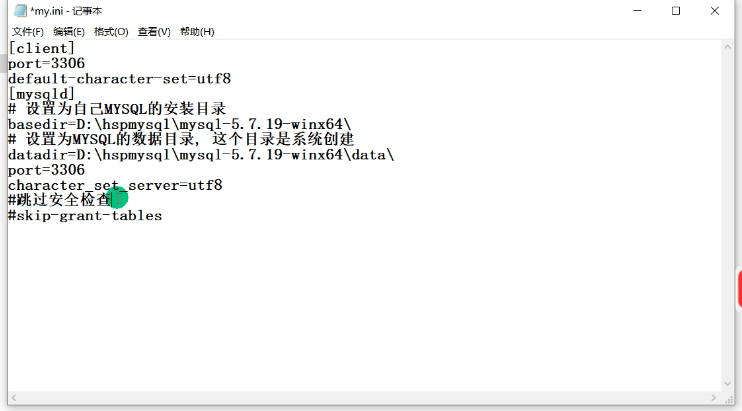 *my.ini - 记事本
文件(F) 编辑(E) 格式(O) 查看(V) 帮助(H)
[client]
port=3306
default-character-set=utf8
[mysqld]
# 设置为自己MYSQL的安装目录
basedir=D:\hspmysql\mysql-5.7.19-winx64\
# 设置为MYSQL的数据目录, 这个目录是系统创建
datadir=D:\hspmysql\mysql-5.7.19-winx64\data\
port=3306
character_set_server=utf8
#跳过安全检查
#skip-grant-tables